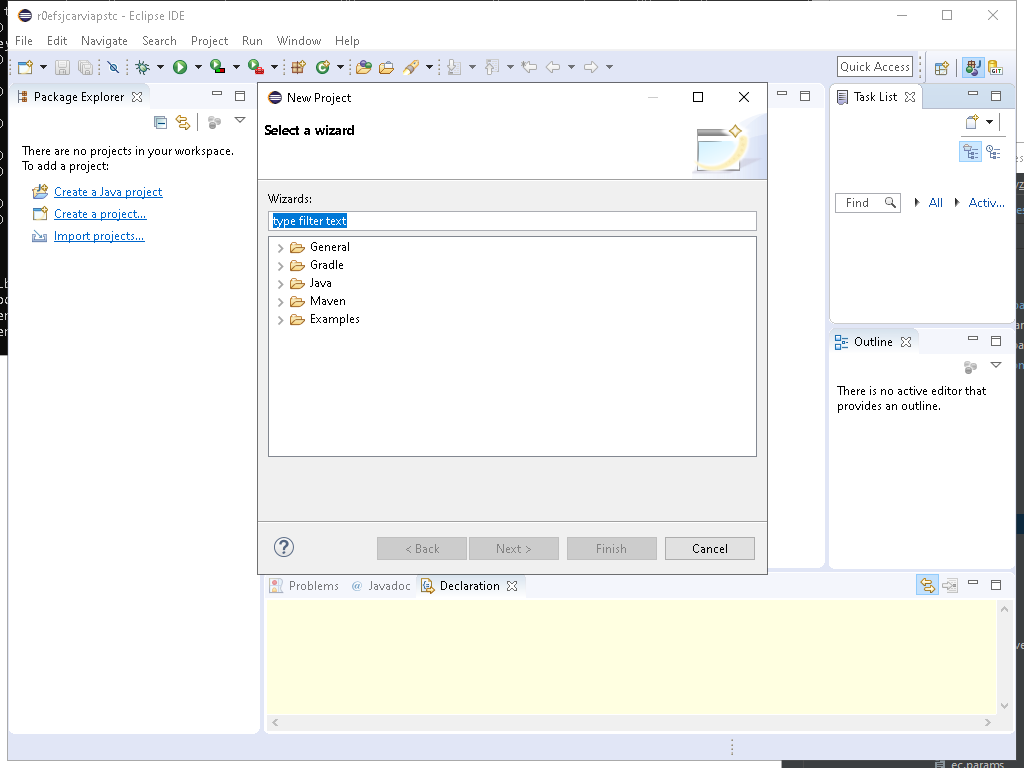 r0efsjcarviapstc - Eclipse IDE
File Edit Navigate Search Project Run Window Help
Quick Access
GIT
Package Explorer
There are no projects in your workspace.
To add a project:
Create a Java project
Create a project...
Import projects...
New Project
Select a wizard
Wizards:
type filter text
General
Gradle
Java
Maven
Examples
?
< Back Next > Finish Cancel
Task List
Find All Activ...
Outline
There is no active editor that
provides an outline.
Problems @ Javadoc Declaration
ec.params